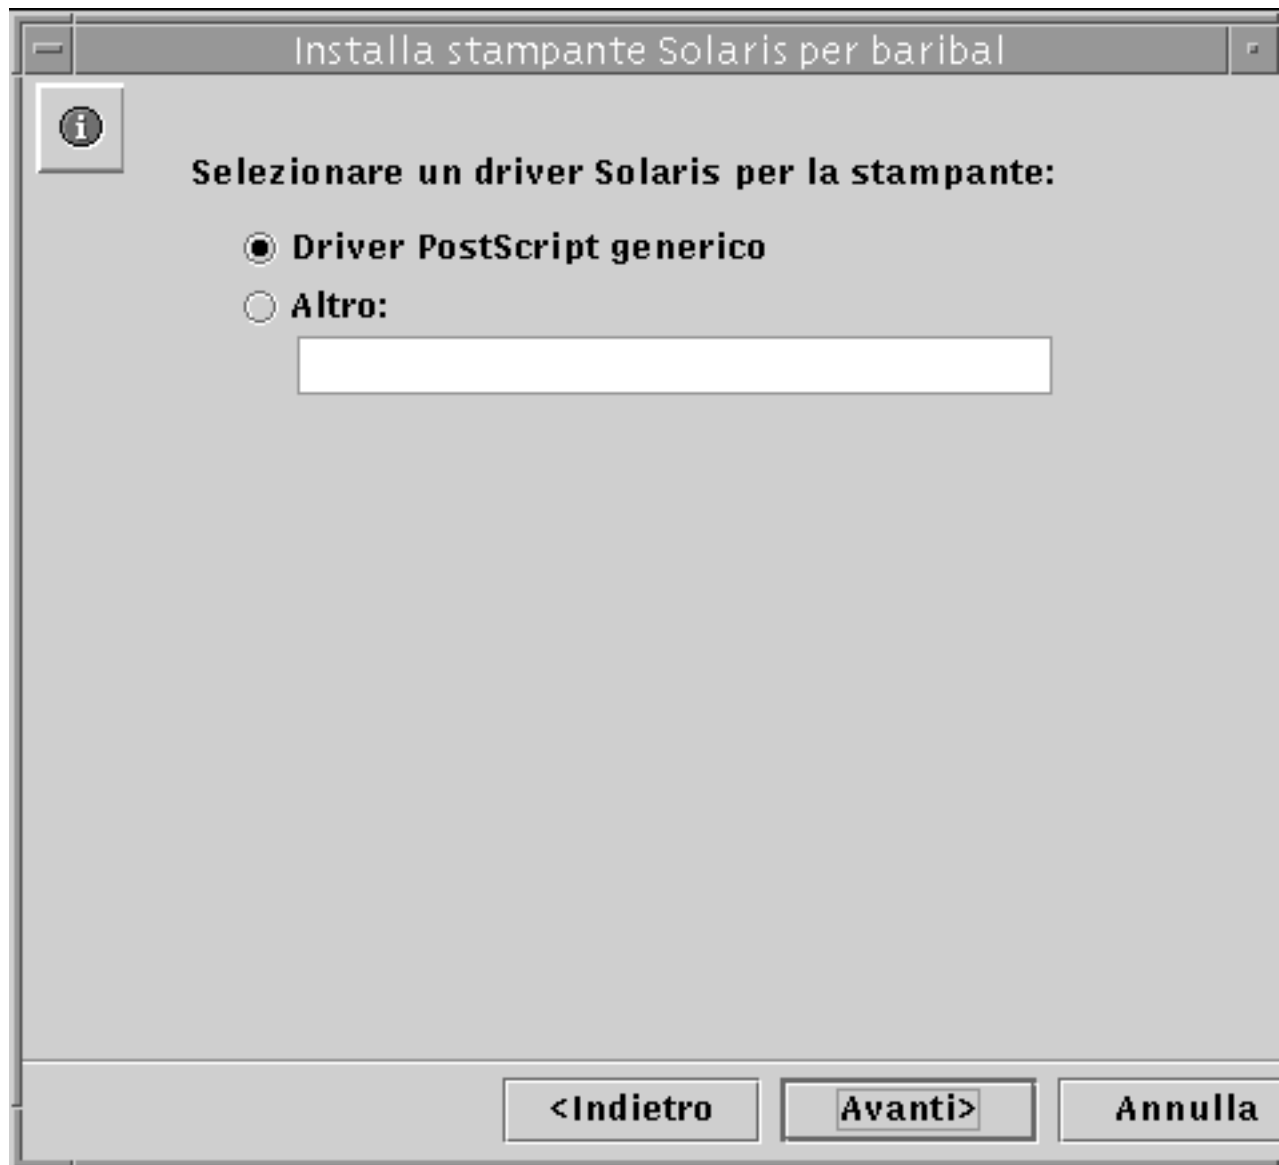 Installa stampante Solaris per baribal
Selezionare un driver Solaris per la stampante:
Driver PostScript generico
Altro:
<Indietro
Avanti>
Annulla